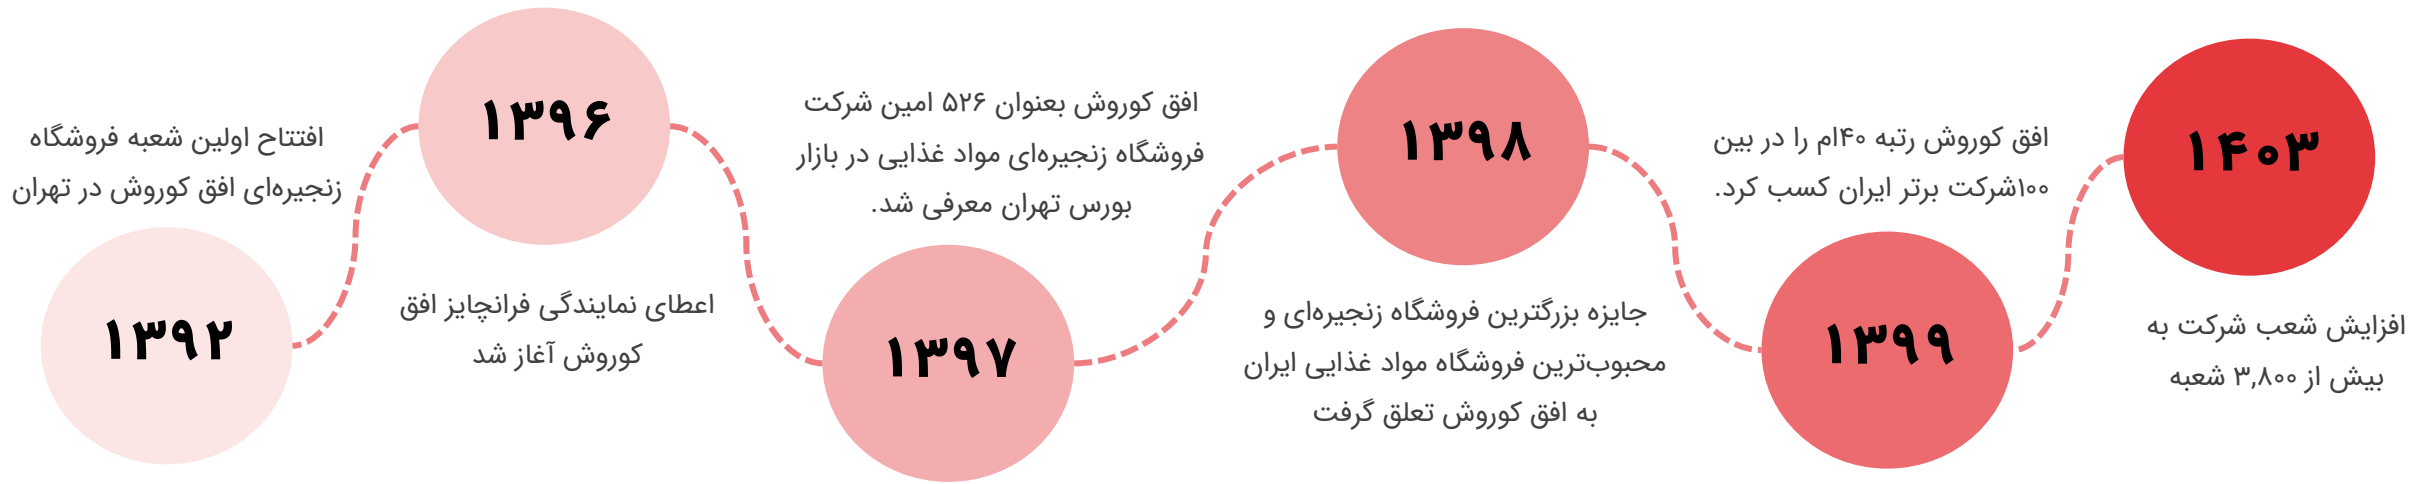 افتتاح اولین شعبه فروشگاه
زنجیره‌ای افق کوروش در تهران
۱۳۹۲
۱۳۹۶
اعطای نمایندگی فرانچایز افق
کوروش آغاز شد
افق کوروش بعنوان ۵۲۶ امین شرکت
فروشگاه زنجیره‌ای مواد غذایی در بازار
بورس تهران معرفی شد.
۱۳۹۷
۱۳۹۸
جایزه بزرگترین فروشگاه زنجیره‌ای و
محبوب‌ترین فروشگاه مواد غذایی ایران
به افق کوروش تعلق گرفت
افق کوروش رتبه ۴۰ام را در بین
۱۰۰شرکت برتر ایران کسب کرد.
۱۳۹۹
۱۴۰۳
افزایش شعب شرکت به
بیش از ۳,۸۰۰ شعبه